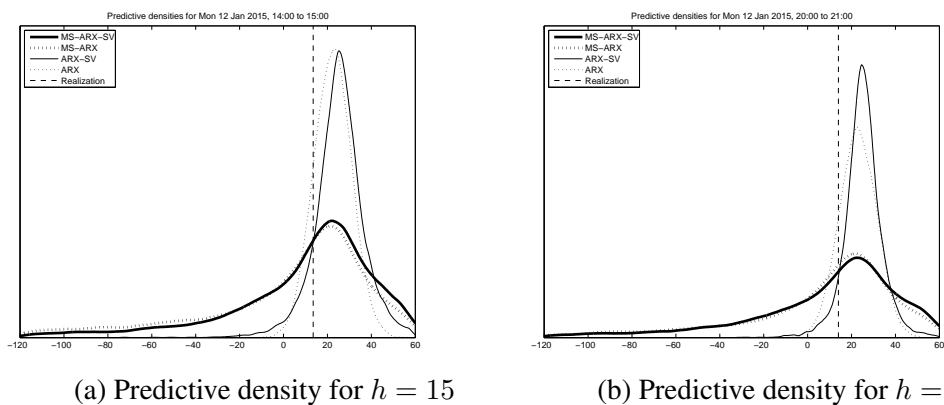 Predictive densities for Mon 12 Jan 2015, 14:00 to 15:00
MS−ARX−SV
MS−ARX
ARX−SV
ARX
Realization
−120 −100 −80 −60 −40 −20 0 20 40 60
(a) Predictive density for h = 15
Predictive densities for Mon 12 Jan 2015, 20:00 to 21:00
MS−ARX−SV
MS−ARX
ARX−SV
ARX
Realization
−120 −100 −80 −60 −40 −20 0 20 40 60
(b) Predictive density for h =